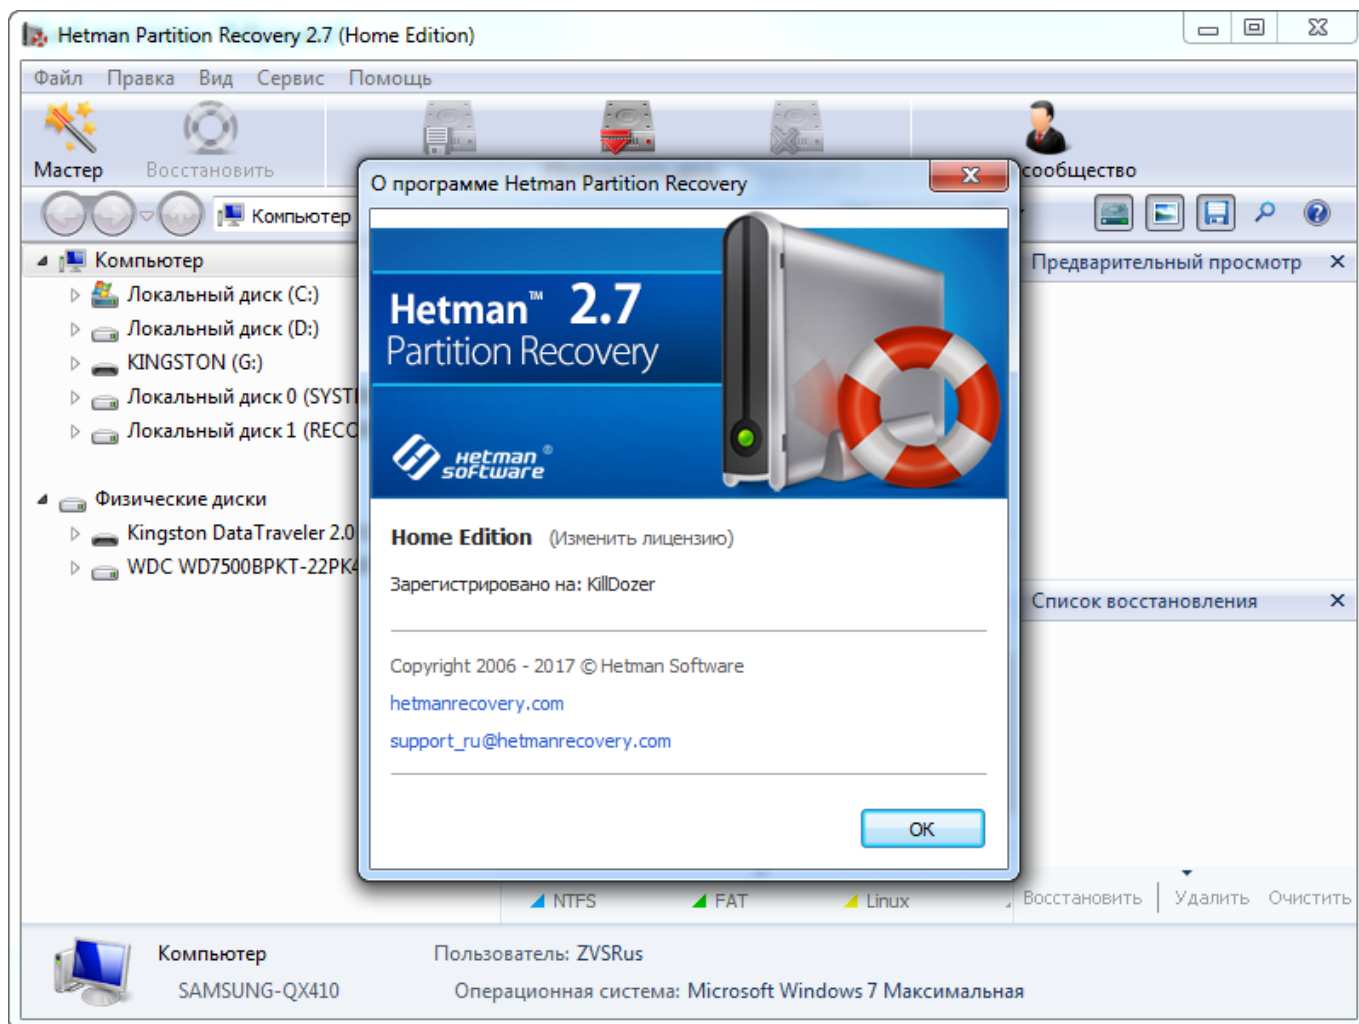 Hetman Partition Recovery 2.7 (Home Edition)
Файл Правка Вид Сервис Помощь
Мастер Восстановить сообщество
Компьютер
О программе Hetman Partition Recovery
Hetman™ 2.7
Partition Recovery
Hetman ®
software
Home Edition (Изменить лицензию)
Зарегистрировано на: KillDozer
Copyright 2006 - 2017 © Hetman Software
hetmanrecovery.com
support_ru@hetmanrecovery.com
OK
Компьютер
Локальный диск (C:)
Локальный диск (D:)
KINGSTON (G:)
Локальный диск 0 (SYSTE
Локальный диск 1 (RECO
Физические диски
Kingston DataTraveler 2.0
WDC WD7500BPKT-22PK4
Предварительный просмотр
Список восстановления
NTFS FAT Linux
Восстановить Удалить Очистить
Компьютер Пользователь: ZVSRus
SAMSUNG-QX410 Операционная система: Microsoft Windows 7 Максимальная